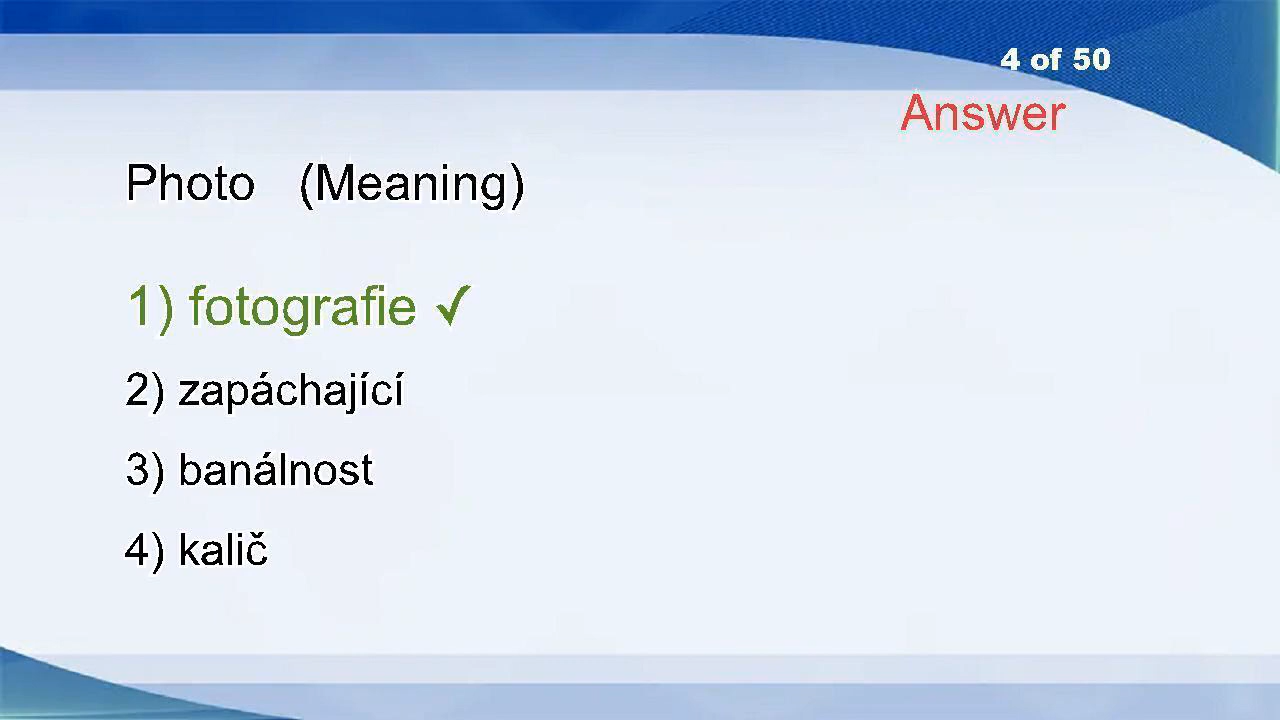 4 of 50
Answer
Photo (Meaning)
1) fotografie ✓
2) zapáchající
3) banálnost
4) kalič